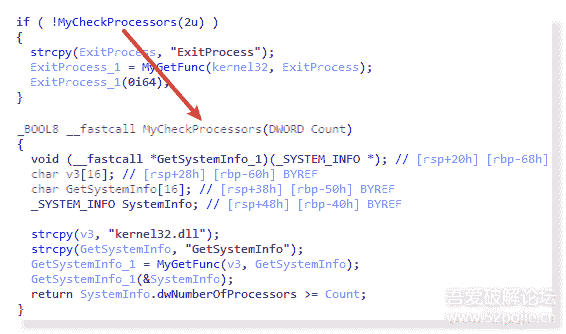 if ( !MyCheckProcessors(2u) )
{
strcpy(ExitProcess, "ExitProcess");
ExitProcess_1 = MyGetFunc(kernel32, ExitProcess);
ExitProcess_1(0i64);
}
_BOOL8 __fastcall MyCheckProcessors(DWORD Count)
{
void (__fastcall *GetSystemInfo_1)(_SYSTEM_INFO *); // [rsp+20h] [rbp-68h]
char v3[16]; // [rsp+28h] [rbp-60h] BYREF
char GetSystemInfo[16]; // [rsp+38h] [rbp-50h] BYREF
_SYSTEM_INFO SystemInfo; // [rsp+48h] [rbp-40h] BYREF
strcpy(v3, "kernel32.dll");
strcpy(GetSystemInfo, "GetSystemInfo");
GetSystemInfo_1 = MyGetFunc(v3, GetSystemInfo);
GetSystemInfo_1(&SystemInfo);
return SystemInfo.dwNumberOfProcessors >= Count;
}
吾爱破解论坛
www.52pojie.cn